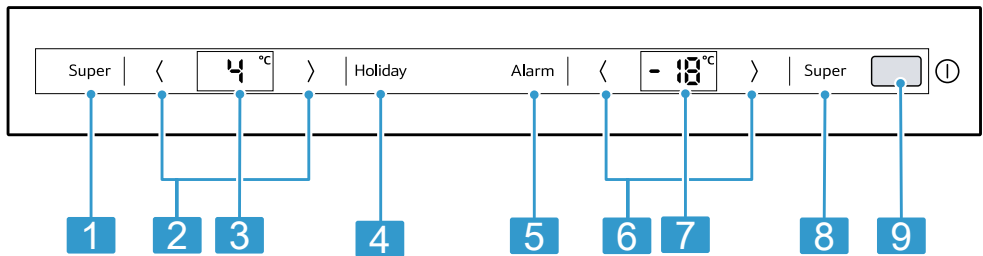 Super 〈 4 °C 〉 Holiday Alarm 〈 -18 °C 〉 Super
1 2 3 4 5 6 7 8 9